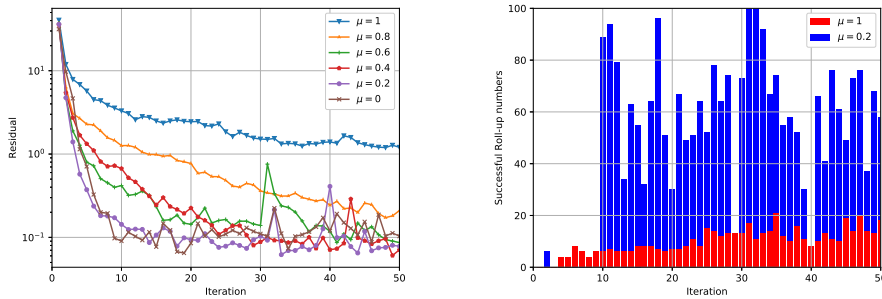 μ = 1
μ = 0.8
μ = 0.6
μ = 0.4
μ = 0.2
μ = 0
10¹
10⁰
10⁻¹
Residual
0 10 20 30 40 50
Iteration
μ = 1
μ = 0.2
100
80
60
40
20
0
Successful Roll-up numbers
0 10 20 30 40 50
Iteration